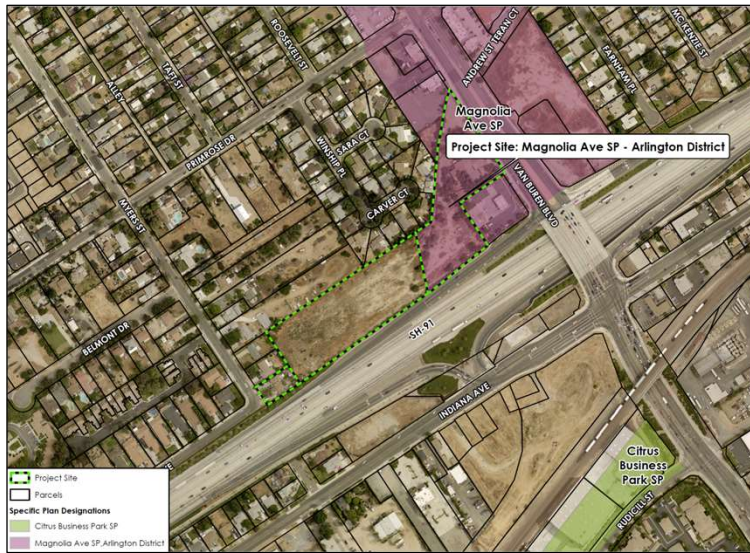 ROOSEVELT ST
ANDREW ST
TERAN CT
MC KENZIE ST
FARNHAM PL
ALLEY
TAFT ST
Magnolia
Ave SP
SARA CT
WINSHIP PL
PRIMROSE DR
Project Site: Magnolia Ave SP - Arlington District
VAN BUREN BLVD
CARVER CT
MYERS ST
BELMONT DR
SH-91
INDIANA AVE
Citrus
Business
Park SP
RUDICILL ST
Project Site
Parcels
Specific Plan Designations
Citrus Business Park SP
Magnolia Ave SP, Arlington District